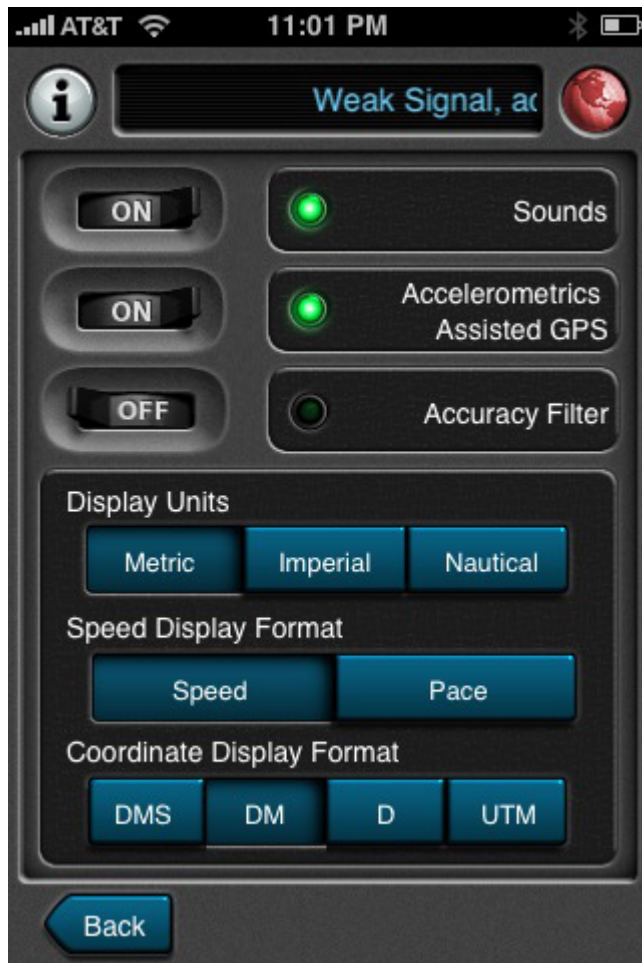 AT&T 11:01 PM
i
Weak Signal, ac
ON Sounds
ON Accelerometrics
Assisted GPS
OFF Accuracy Filter
Display Units
Metric Imperial Nautical
Speed Display Format
Speed Pace
Coordinate Display Format
DMS DM D UTM
Back